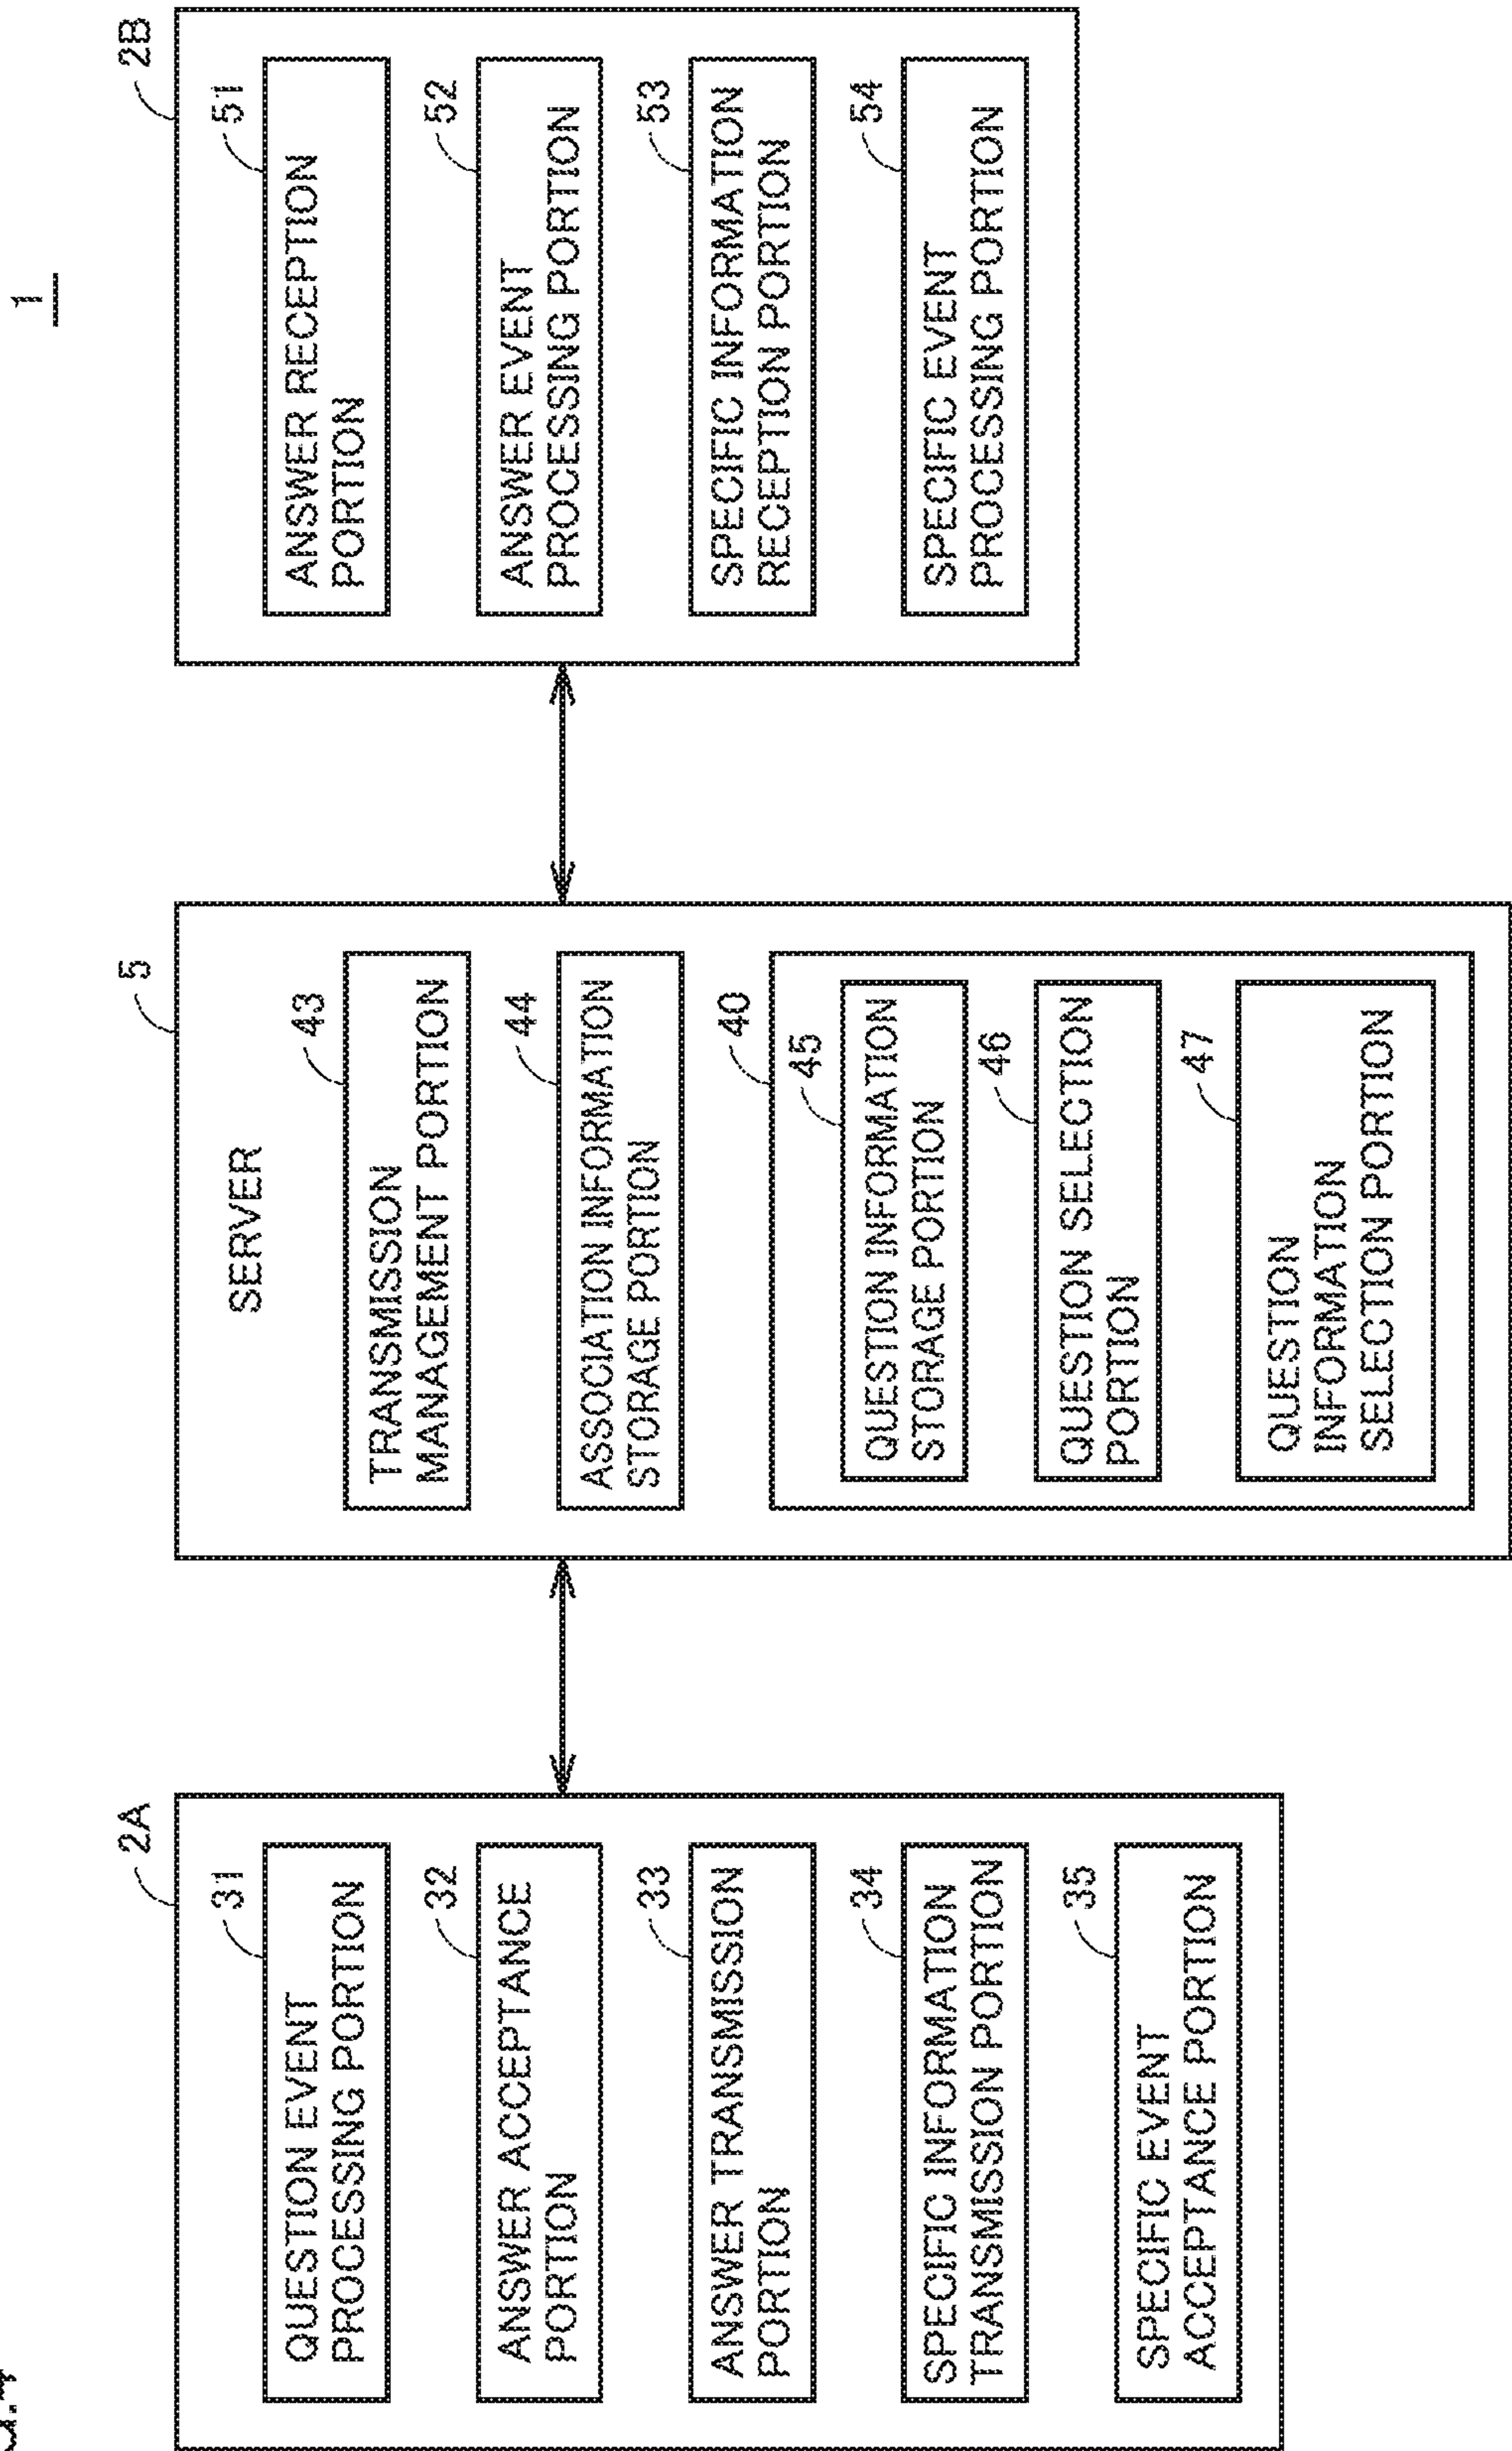 1
2A
31
QUESTION EVENT
PROCESSING PORTION
32
ANSWER ACCEPTANCE
PORTION
33
ANSWER TRANSMISSION
PORTION
34
SPECIFIC INFORMATION
TRANSMISSION PORTION
35
SPECIFIC EVENT
ACCEPTANCE PORTION
5
SERVER
43
TRANSMISSION
MANAGEMENT PORTION
44
ASSOCIATION INFORMATION
STORAGE PORTION
40
45
QUESTION INFORMATION
STORAGE PORTION
46
QUESTION SELECTION
PORTION
47
QUESTION
INFORMATION
SELECTION PORTION
2B
51
ANSWER RECEPTION
PORTION
52
ANSWER EVENT
PROCESSING PORTION
53
SPECIFIC INFORMATION
RECEPTION PORTION
54
SPECIFIC EVENT
PROCESSING PORTION